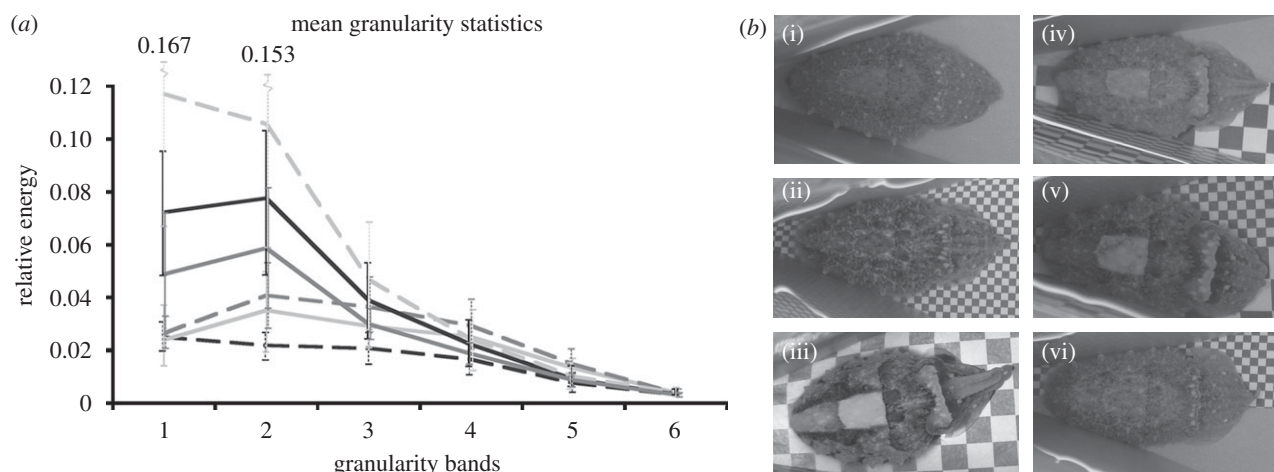 (a)
mean granularity statistics
0.167
0.153
0.12
0.10
0.08
0.06
0.04
0.02
0
relative energy
1 2 3 4 5 6
granularity bands
(b)
(i)
(iv)
(ii)
(v)
(iii)
(vi)